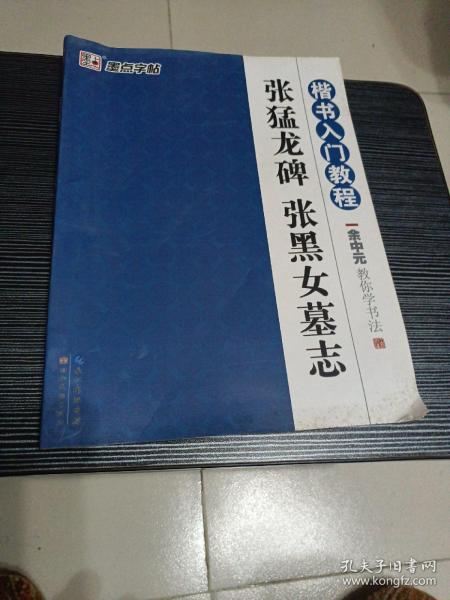 墨点字帖
楷书入门教程
张猛龙碑 张黑女墓志
余中元 教你学书法
孔夫子旧书网
www.kongfz.com